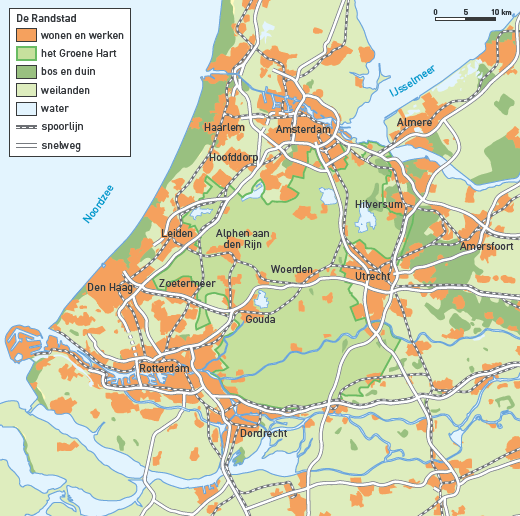 De Randstad
wonen en werken
het Groene Hart
bos en duin
weilanden
water
spoorlijn
snelweg
0 5 10 km
IJsselmeer
Almere
Haarlem
Amsterdam
Hoofddorp
Noordzee
Hilversum
Leiden
Alphen aan
den Rijn
Amersfoort
Woerden
Utrecht
Den Haag
Zoetermeer
Gouda
Rotterdam
Dordrecht